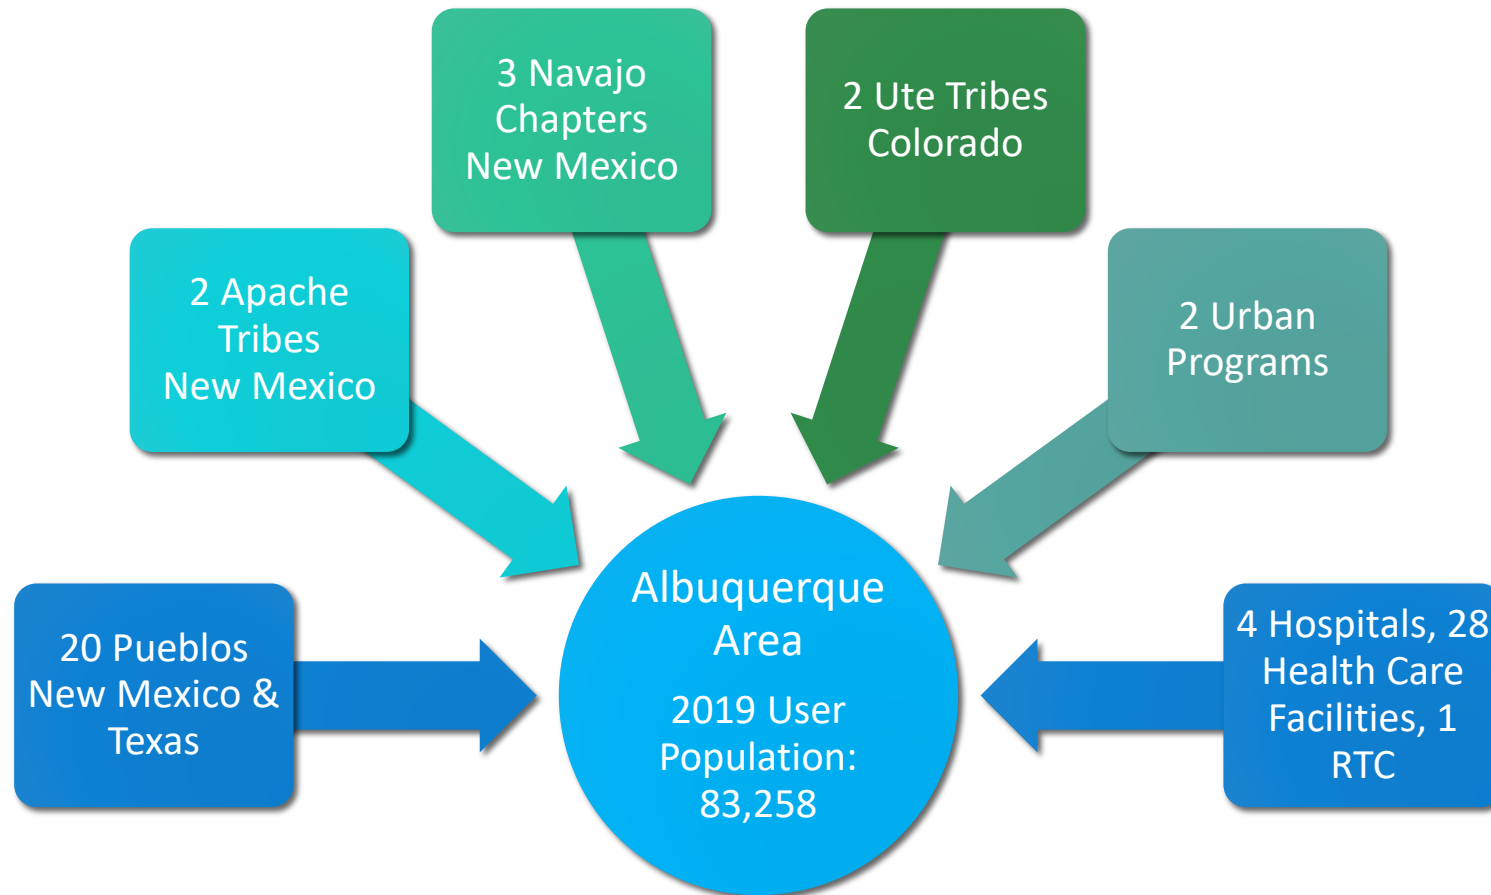 3 Navajo
Chapters
New Mexico
2 Ute Tribes
Colorado
2 Apache
Tribes
New Mexico
2 Urban
Programs
20 Pueblos
New Mexico &
Texas
Albuquerque
Area
2019 User
Population:
83,258
4 Hospitals, 28
Health Care
Facilities, 1
RTC